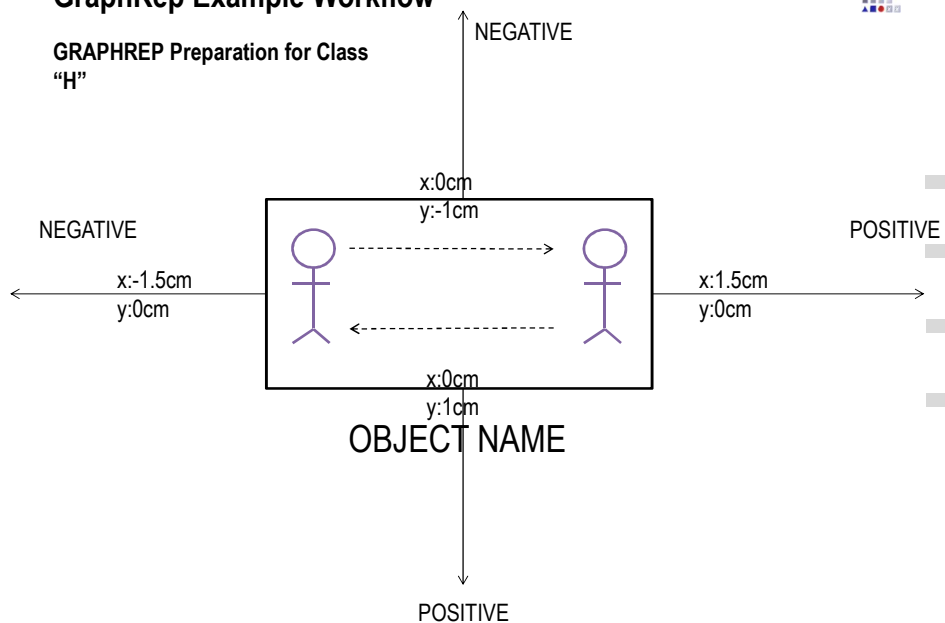 GraphRep Example Workflow
GRAPHREP Preparation for Class
“H”
NEGATIVE
x:0cm
y:-1cm
NEGATIVE
POSITIVE
x:-1.5cm
y:0cm
x:1.5cm
y:0cm
x:0cm
y:1cm
OBJECT NAME
POSITIVE